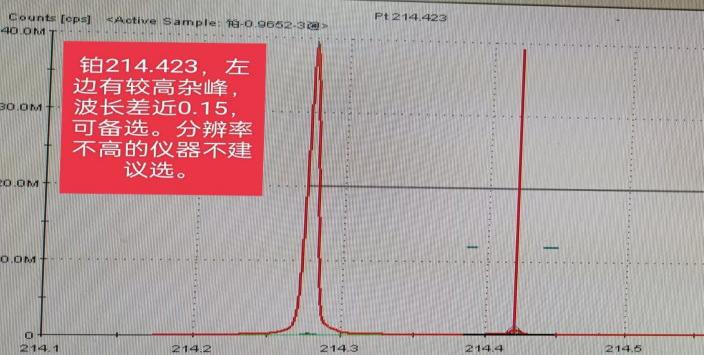 Counts [cps] <Active Sample: 铂-0.9652-3通> Pt 214.423
40.0M
铂214.423，左
边有较高杂峰，
波长差近0.15，
可备选。分辨率
不高的仪器不建
议选。
30.0M
20.0M
0.0M
0
214.1 214.2 214.3 214.4 214.5